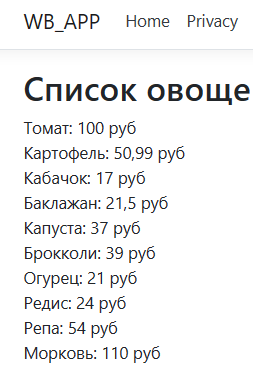 WB_APP Home Privacy
Список овоще
Томат: 100 руб
Картофель: 50,99 руб
Кабачок: 17 руб
Баклажан: 21,5 руб
Капуста: 37 руб
Брокколи: 39 руб
Огурец: 21 руб
Редис: 24 руб
Репа: 54 руб
Морковь: 110 руб